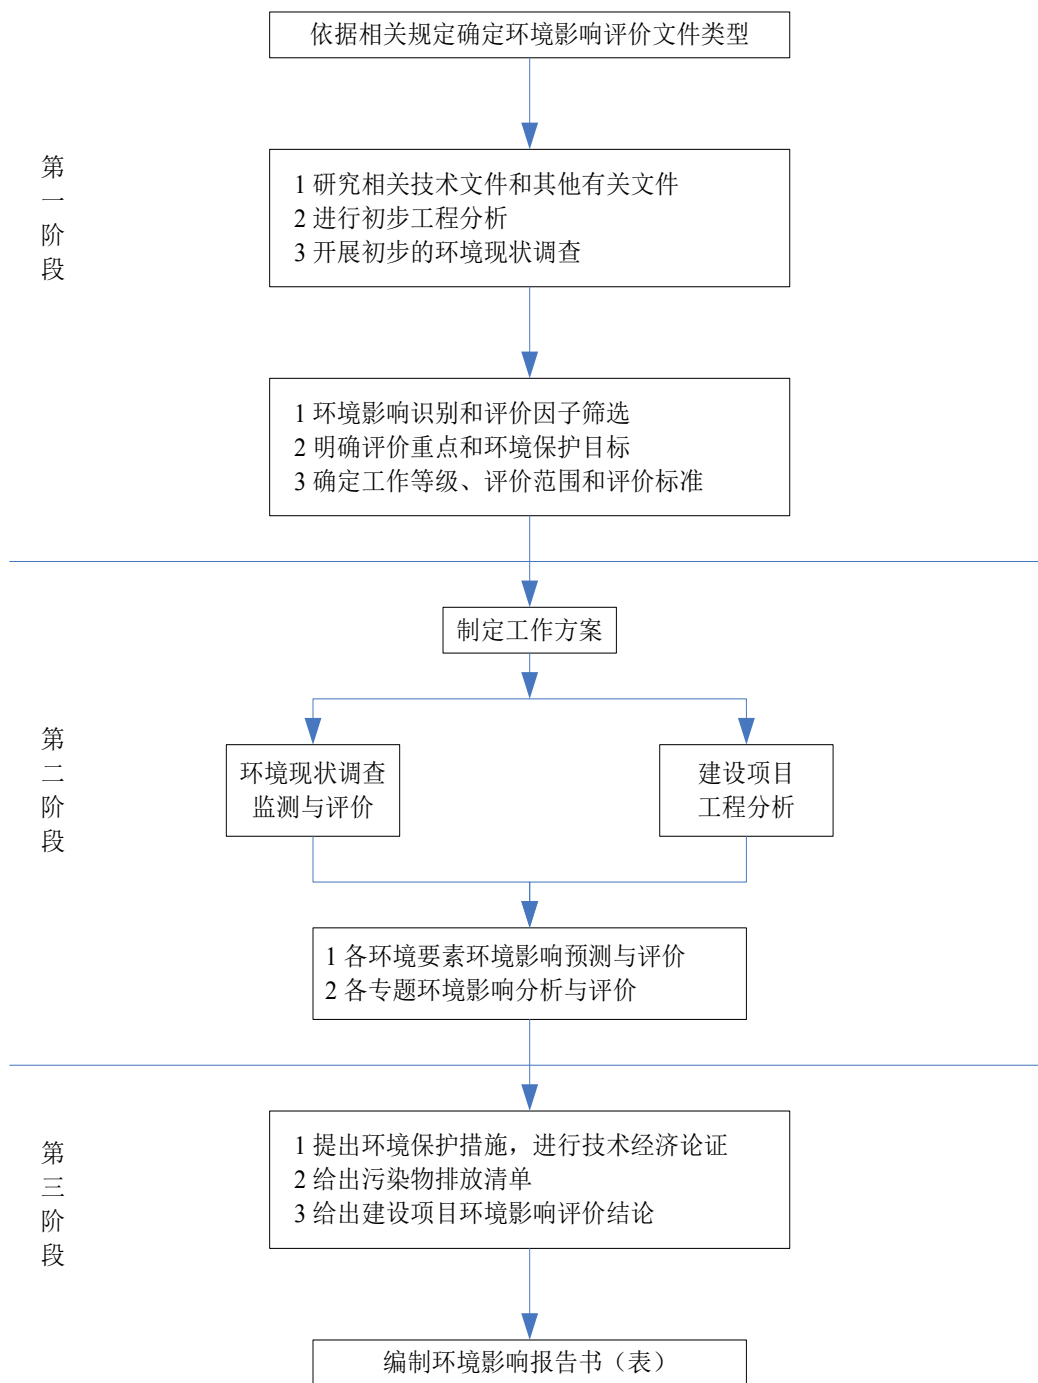 依据相关规定确定环境影响评价文件类型
第一阶段
1 研究相关技术文件和其他有关文件
2 进行初步工程分析
3 开展初步的环境现状调查
1 环境影响识别和评价因子筛选
2 明确评价重点和环境保护目标
3 确定工作等级、评价范围和评价标准
制定工作方案
第二阶段
环境现状调查
监测与评价
建设项目
工程分析
1 各环境要素环境影响预测与评价
2 各专题环境影响分析与评价
第三阶段
1 提出环境保护措施，进行技术经济论证
2 给出污染物排放清单
3 给出建设项目环境影响评价结论
编制环境影响报告书（表）